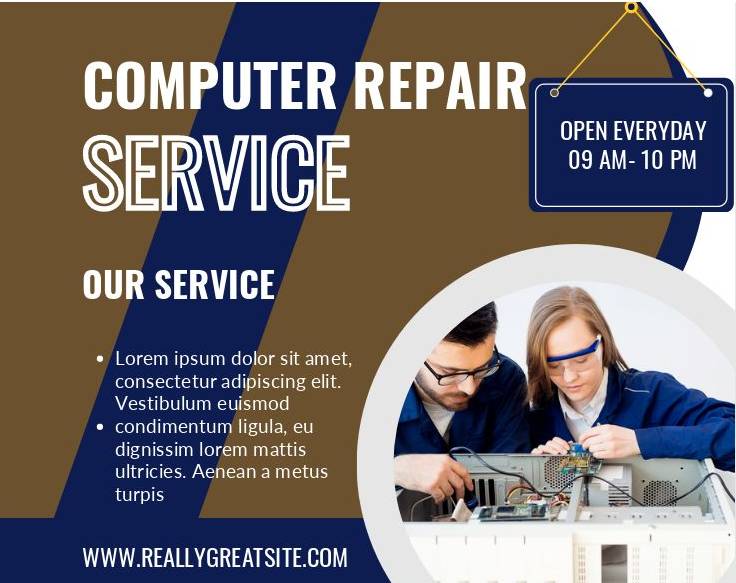 COMPUTER REPAIR
SERVICE
OPEN EVERYDAY
09 AM- 10 PM
OUR SERVICE
• Lorem ipsum dolor sit amet,
consectetur adipiscing elit.
Vestibulum euismod
• condimentum ligula, eu
dignissim lorem mattis
ultricies. Aenean a metus
turpis
WWW.REALLYGREATSITE.COM